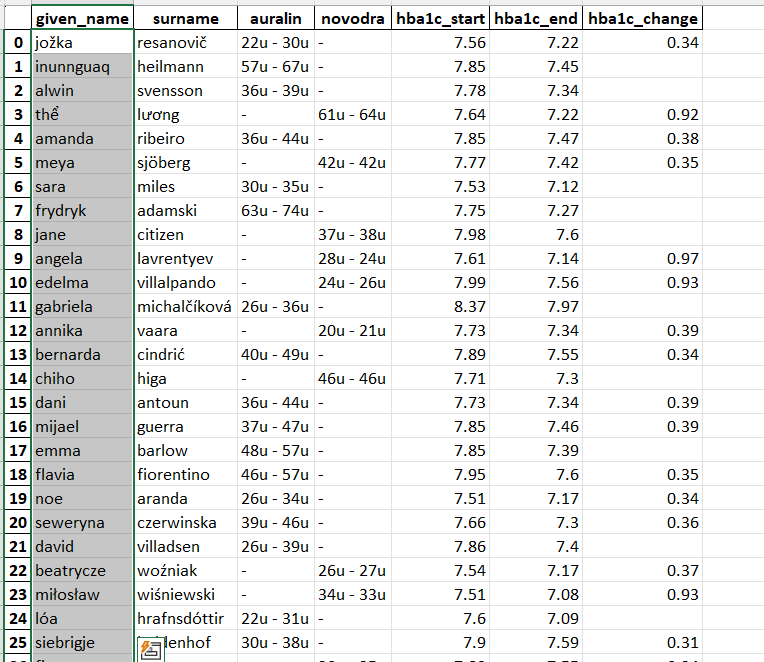 given_name surname auralin novodra hba1c_start hba1c_end hba1c_change
0 jožka resanovič 22u - 30u - 7.56 7.22 0.34
1 inunnguaq heilmann 57u - 67u - 7.85 7.45
2 alwin svensson 36u - 39u - 7.78 7.34
3 thể lương - 61u - 64u 7.64 7.22 0.92
4 amanda ribeiro 36u - 44u - 7.85 7.47 0.38
5 meya sjöberg - 42u - 42u 7.77 7.42 0.35
6 sara miles 30u - 35u - 7.53 7.12
7 frydryk adamski 63u - 74u - 7.75 7.27
8 jane citizen - 37u - 38u 7.98 7.6
9 angela lavrentyev - 28u - 24u 7.61 7.14 0.97
10 edelma villalpando - 24u - 26u 7.99 7.56 0.93
11 gabriela michalčíková 26u - 36u - 8.37 7.97
12 annika vaara - 20u - 21u 7.73 7.34 0.39
13 bernarda cindrić 40u - 49u - 7.89 7.55 0.34
14 chiho higa - 46u - 46u 7.71 7.3
15 dani antoun 36u - 44u - 7.73 7.34 0.39
16 mijael guerra 37u - 47u - 7.85 7.46 0.39
17 emma barlow 48u - 57u - 7.85 7.39
18 flavia fiorentino 46u - 57u - 7.95 7.6 0.35
19 noe aranda 26u - 34u - 7.51 7.17 0.34
20 seweryna czerwinska 39u - 46u - 7.66 7.3 0.36
21 david villadsen 26u - 39u - 7.86 7.4
22 beatrycze woźniak - 26u - 27u 7.54 7.17 0.37
23 miłosław wiśniewski - 34u - 33u 7.51 7.08 0.93
24 lóa hrafnsdóttir 22u - 31u - 7.6 7.09
25 siebrigje 30u - 38u - 7.9 7.59 0.31